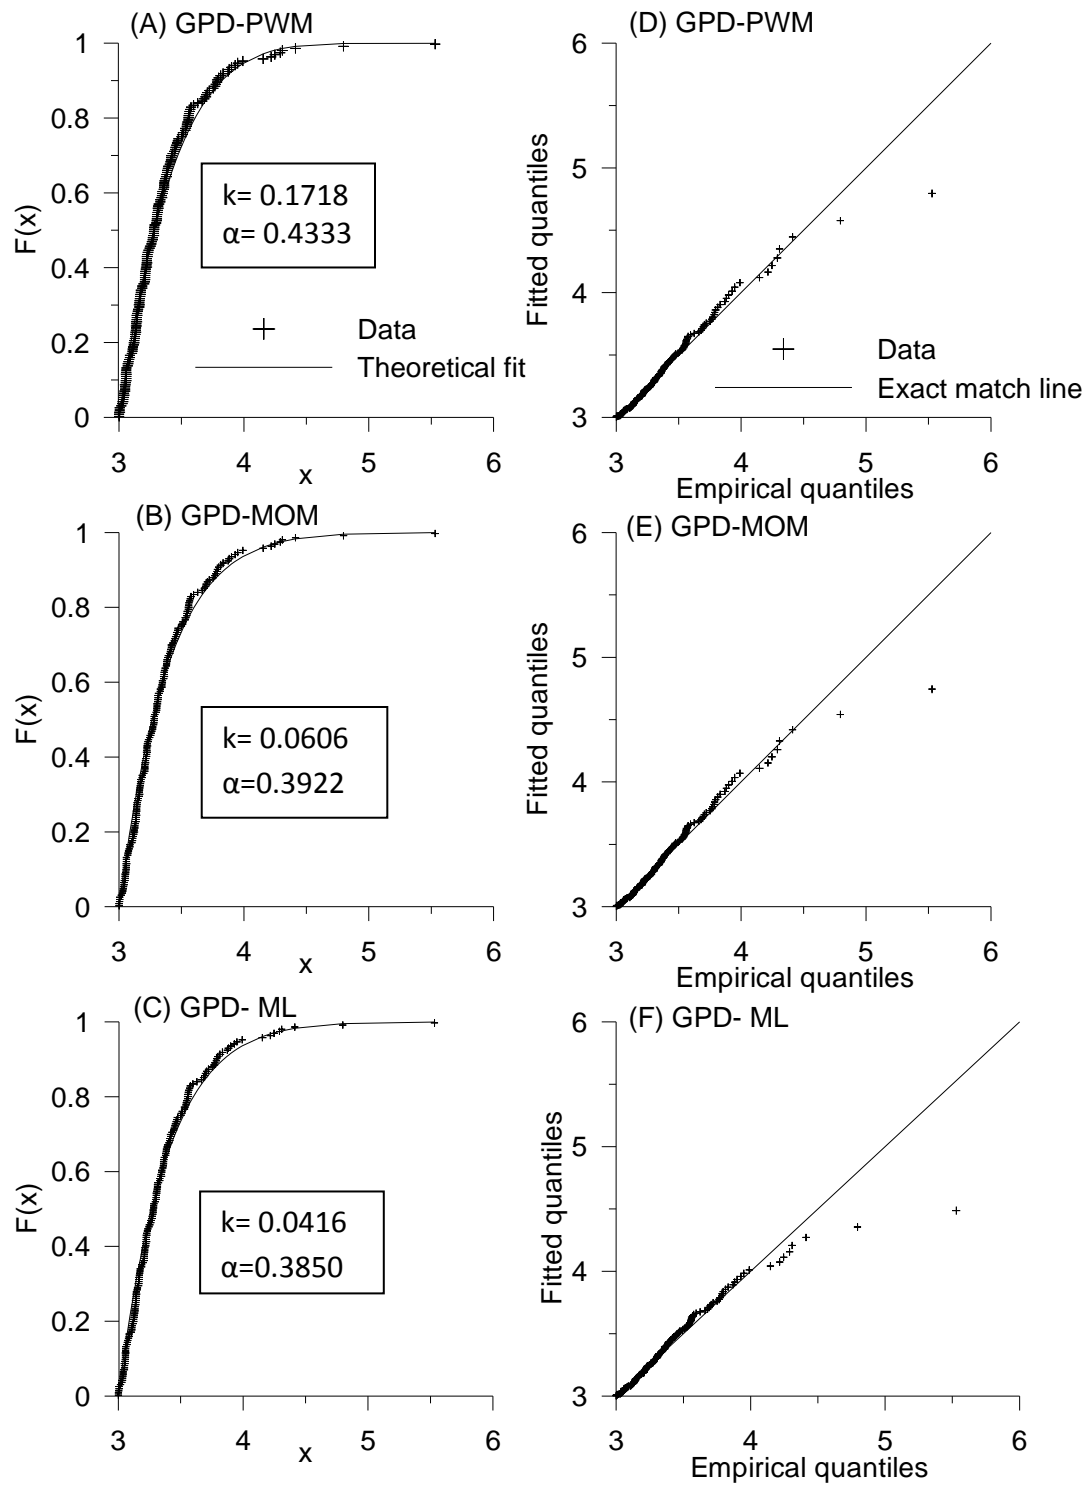 (A) GPD-PWM
1
0.8
0.6
0.4
0.2
0
F(x)
k= 0.1718
α= 0.4333
Data
Theoretical fit
3 4 5 6
x
(D) GPD-PWM
6
5
4
3
Fitted quantiles
Data
Exact match line
3 4 5 6
Empirical quantiles
(B) GPD-MOM
1
0.8
0.6
0.4
0.2
0
F(x)
k= 0.0606
α=0.3922
3 4 5 6
x
(E) GPD-MOM
6
5
4
3
Fitted quantiles
3 4 5 6
Empirical quantiles
(C) GPD- ML
1
0.8
0.6
0.4
0.2
0
F(x)
k= 0.0416
α=0.3850
3 4 5 6
x
(F) GPD- ML
6
5
4
3
Fitted quantiles
3 4 5 6
Empirical quantiles